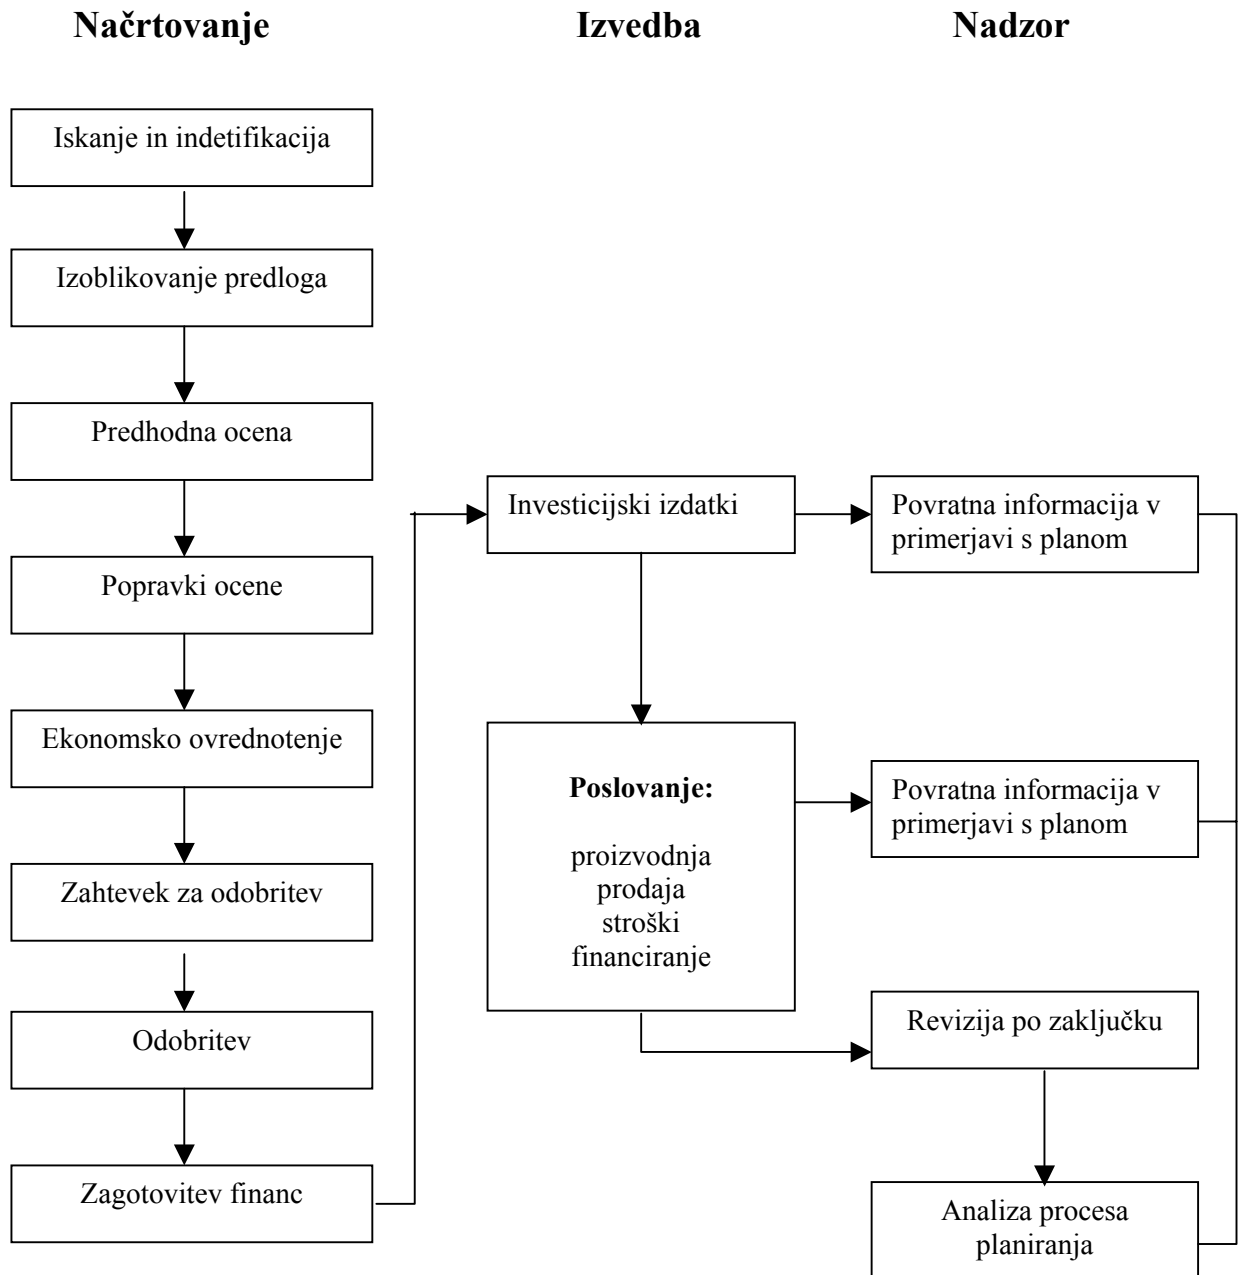 Načrtovanje
Izvedba
Nadzor
Iskanje in indetifikacija
Izoblikovanje predloga
Predhodna ocena
Popravki ocene
Ekonomsko ovrednotenje
Zahtevek za odobritev
Odobritev
Zagotovitev financ
Investicijski izdatki
Poslovanje:
proizvodnja
prodaja
stroški
financiranje
Povratna informacija v
primerjavi s planom
Povratna informacija v
primerjavi s planom
Revizija po zaključku
Analiza procesa
planiranja